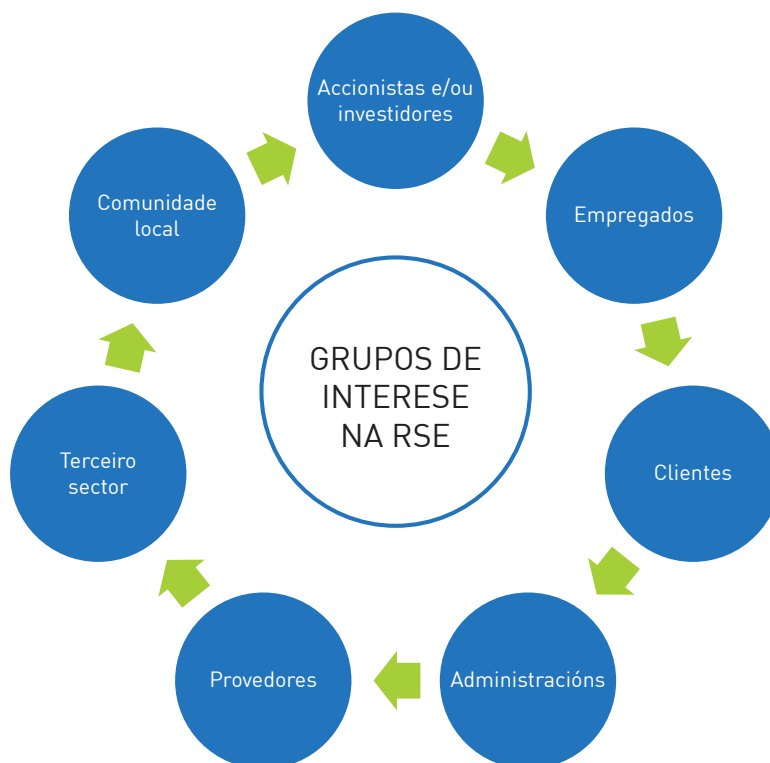 Accionistas e/ou
investidores
Empregados
Clientes
Administracións
Provedores
Terceiro
sector
Comunidade
local
GRUPOS DE
INTERESE
NA RSE